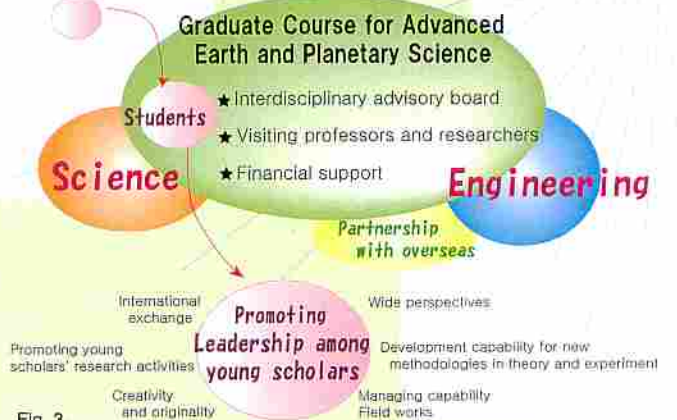 Graduate Course for Advanced
Earth and Planetary Science
Students
★Interdisciplinary advisory board
★Visiting professors and researchers
★Financial support
Science
Engineering
Partnership
with overseas
International
exchange
Wide perspectives
Promoting
Leadership among
young scholars
Promoting young
scholars' research activities
Development capability for new
methodologies in theory and experiment
Creativity
and originality
Managing capability
Field works
Fig. 3